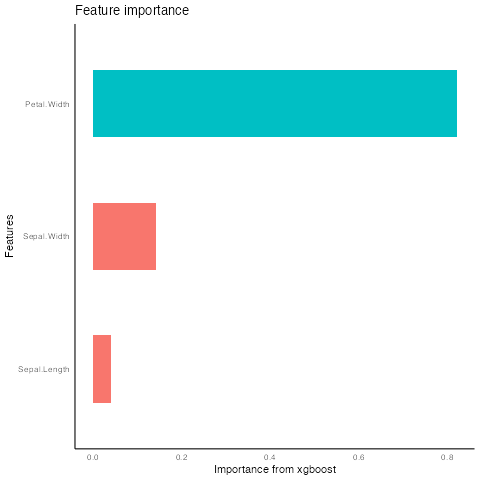 Feature importance
Features
Petal.Width
Sepal.Width
Sepal.Length
0.0 0.2 0.4 0.6 0.8
Importance from xgboost